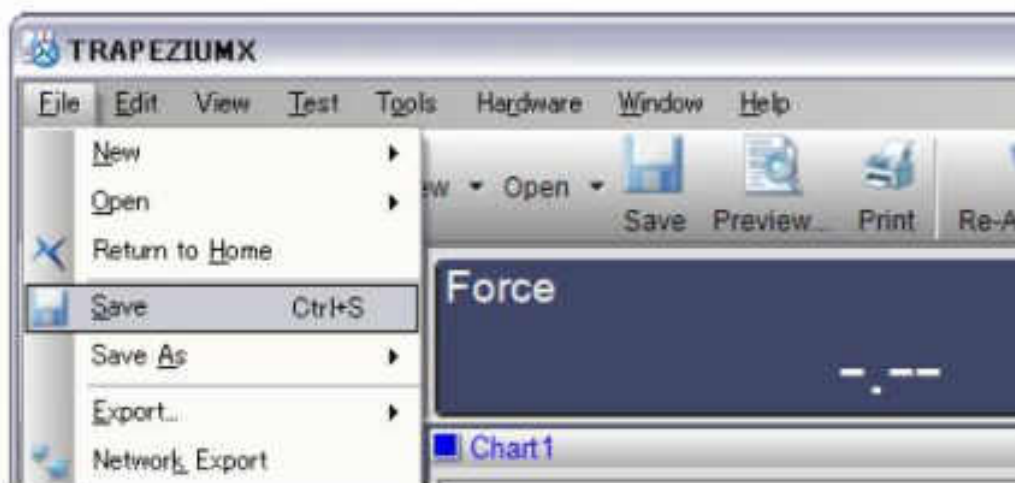 TRAPEZIUMX
File Edit View Test Tools Hardware Window Help
New
Open
Return to Home
Save Ctrl+S
Save As
Export...
Network Export
Open
Save Preview... Print
Force
-.--
Chart1